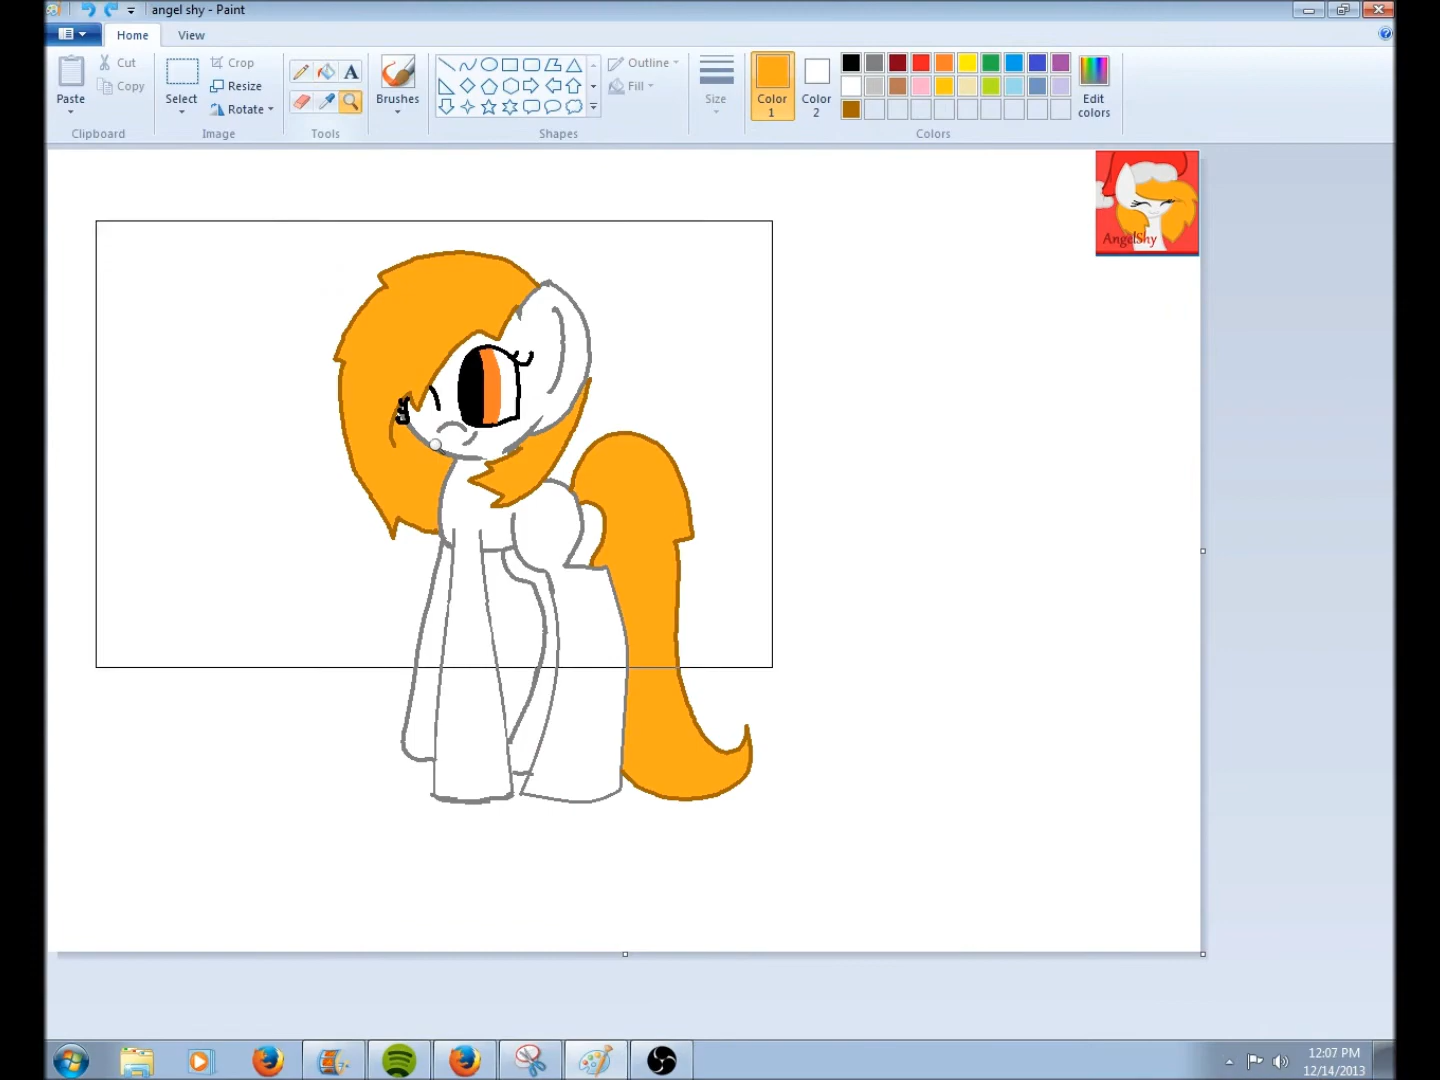 angel shy - Paint
Home View
Paste
Cut
Copy
Clipboard
Select
Crop
Resize
Rotate
Image
A
Tools
Brushes
Outline
Fill
Shapes
Size
Color 1
Color 2
Edit colors
Colors
AngelShy
12:07 PM
12/14/2013